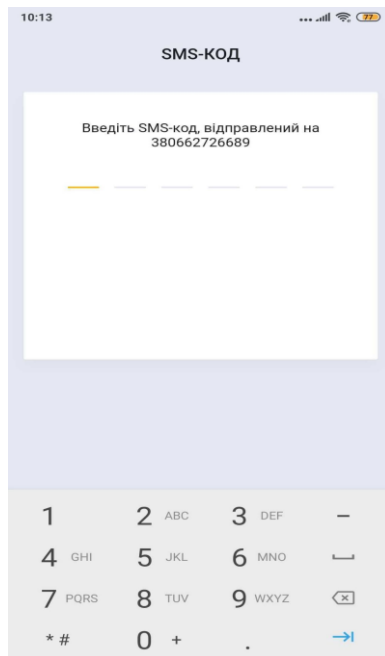 10:13
77
SMS-КОД
Введіть SMS-код, відправлений на
380662726689
1 2 ABC 3 DEF –
4 GHI 5 JKL 6 MNO
7 PQRS 8 TUV 9 WXYZ
* # 0 + .